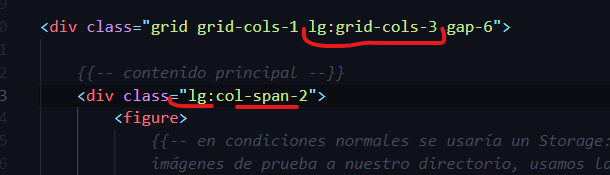 <div class="grid grid-cols-1 lg:grid-cols-3 gap-6">
{{-- contenido principal --}}
<div class="lg:col-span-2">
<figure>
{{-- en condiciones normales se usaría un Storage:
imágenes de prueba a nuestro directorio, usamos la